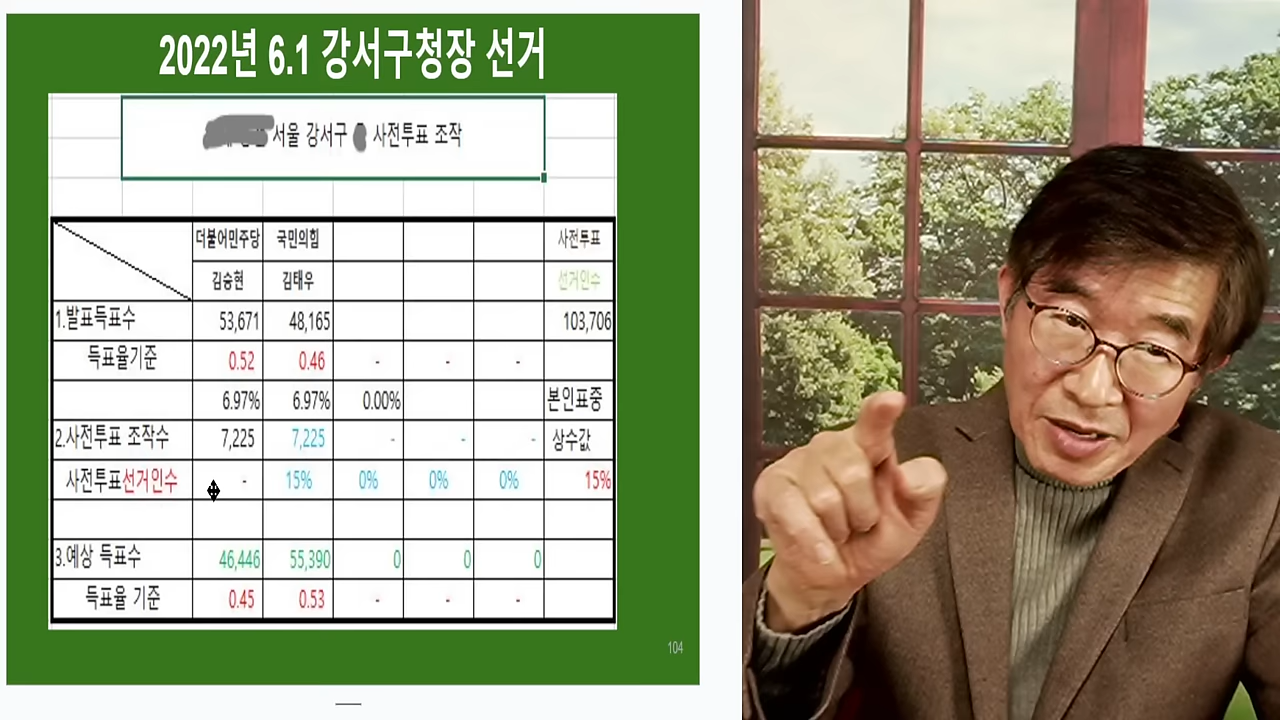 2022년 6.1 강서구청장 선거
서울 강서구 사전투표 조작
더불어민주당 국민의힘 사전투표
김승현 김태우 선거인수
1.발표득표수 53,671 48,165 103,706
득표율기준 0.52 0.46 - - -
6.97% 6.97% 0.00% 본인표중
2.사전투표 조작수 7,225 7,225 - - - 상수값
사전투표선거인수 - 15% 0% 0% 0% 15%
3.예상 득표수 46,446 55,390 0 0 0
득표율 기준 0.45 0.53 - - -
104